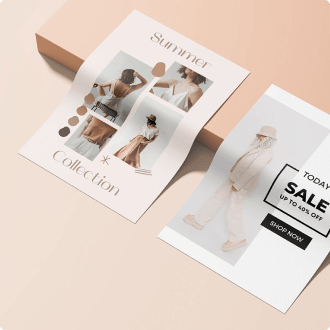 Summer
Collection
TODAY
SALE
UP TO 40% OFF
SHOP NOW